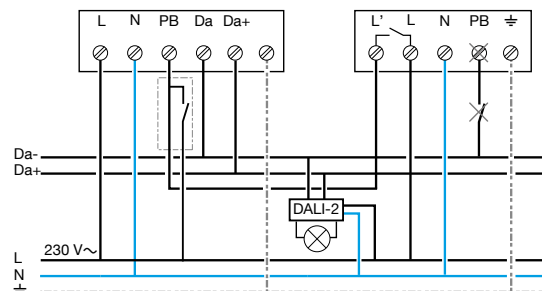 L N PB Da Da+
L' L N PB ⏚
Da-
Da+
DALI-2
230 V~
L
N
⏚